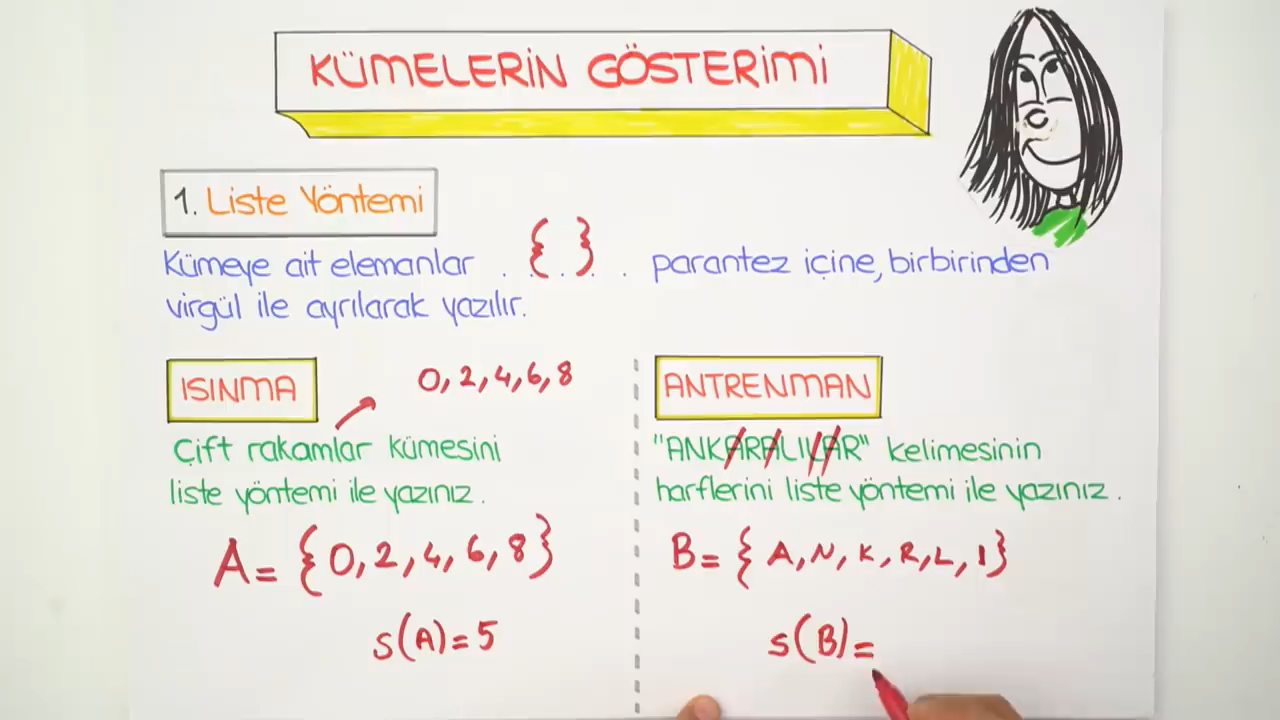 KÜMELERİN GÖSTERİMİ
1. Liste Yöntemi
Kümeye ait elemanlar . . { . } . . parantez içine, birbirinden
virgül ile ayrılarak yazılır.
ISINMA
0, 2, 4, 6, 8
Çift rakamlar kümesini
liste yöntemi ile yazınız.
A = {0, 2, 4, 6, 8}
s(A) = 5
ANTRENMAN
"ANKARALILAR" kelimesinin
harflerini liste yöntemi ile yazınız.
B = { A, N, K, R, L, I }
s(B) =